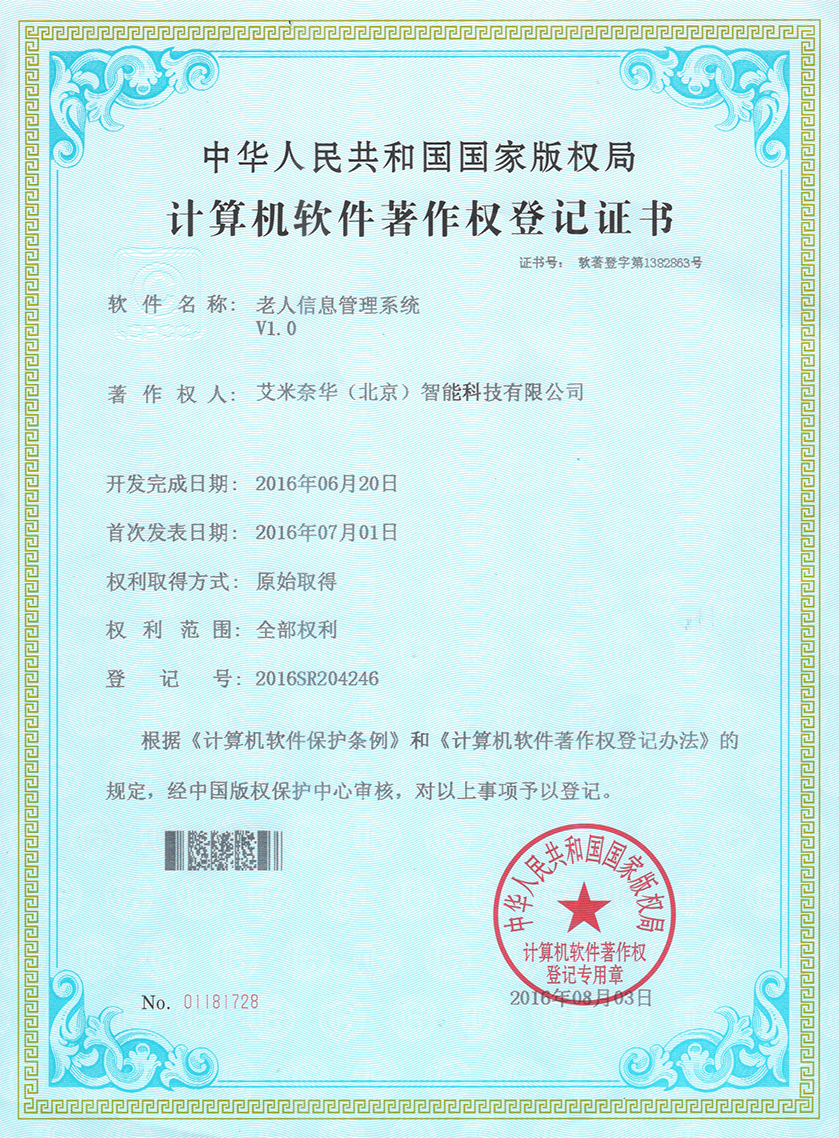 中华人民共和国国家版权局
计算机软件著作权登记证书
证书号： 软著登字第1382863号
软件名称： 老人信息管理系统
V1.0
著作权人： 艾米奈华（北京）智能科技有限公司
开发完成日期： 2016年06月20日
首次发表日期： 2016年07月01日
权利取得方式： 原始取得
权利范围： 全部权利
登记号： 2016SR204246
根据《计算机软件保护条例》和《计算机软件著作权登记办法》的
规定，经中国版权保护中心审核，对以上事项予以登记。
中华人民共和国国家版权局
计算机软件著作权
登记专用章
No. 01181728
2016年08月03日